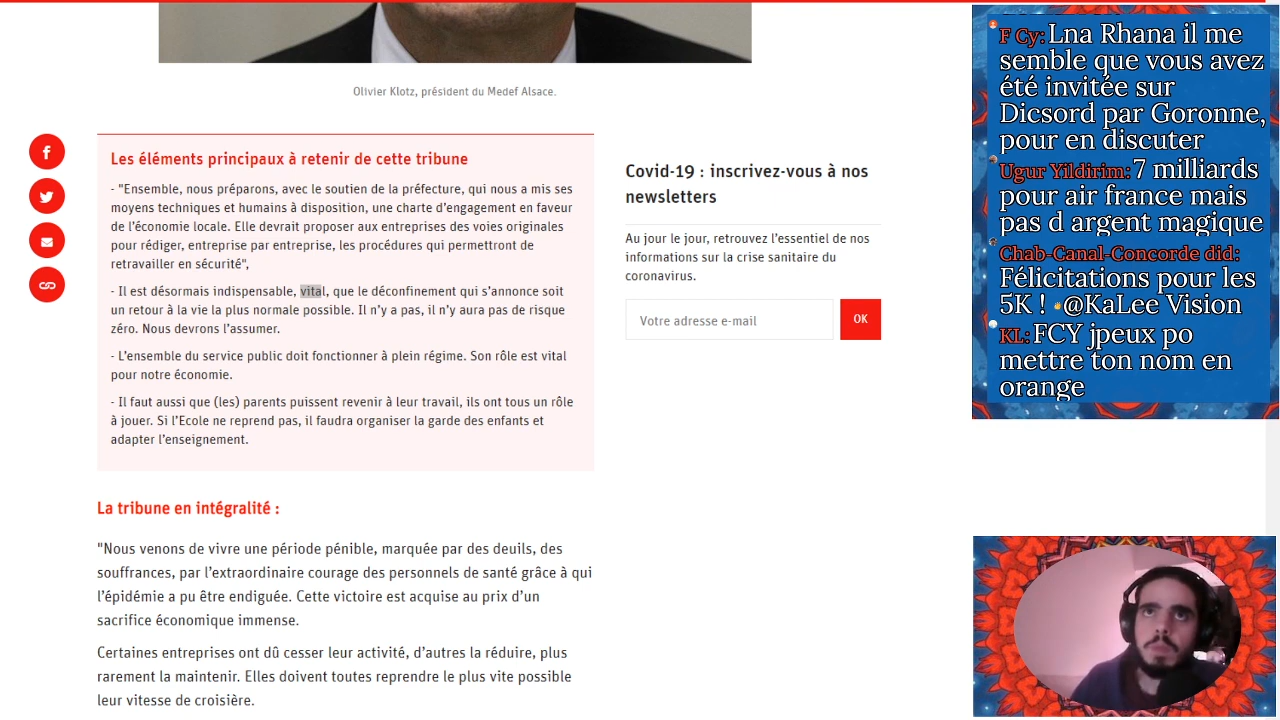 Olivier Klotz, président du Medef Alsace.
Les éléments principaux à retenir de cette tribune
- "Ensemble, nous préparons, avec le soutien de la préfecture, qui nous a mis ses
moyens techniques et humains à disposition, une charte d'engagement en faveur
de l'économie locale. Elle devrait proposer aux entreprises des voies originales
pour rédiger, entreprise par entreprise, les procédures qui permettront de
retravailler en sécurité",
- Il est désormais indispensable, vital, que le déconfinement qui s'annonce soit
un retour à la vie la plus normale possible. Il n'y a pas, il n'y aura pas de risque
zéro. Nous devrons l'assumer.
- L'ensemble du service public doit fonctionner à plein régime. Son rôle est vital
pour notre économie.
- Il faut aussi que (les) parents puissent revenir à leur travail, ils ont tous un rôle
à jouer. Si l'Ecole ne reprend pas, il faudra organiser la garde des enfants et
adapter l'enseignement.
La tribune en intégralité :
"Nous venons de vivre une période pénible, marquée par des deuils, des
souffrances, par l'extraordinaire courage des personnels de santé grâce à qui
l'épidémie a pu être endiguée. Cette victoire est acquise au prix d'un
sacrifice économique immense.
Certaines entreprises ont dû cesser leur activité, d'autres la réduire, plus
rarement la maintenir. Elles doivent toutes reprendre le plus vite possible
leur vitesse de croisière.
Covid-19 : inscrivez-vous à nos
newsletters
Au jour le jour, retrouvez l'essentiel de nos
informations sur la crise sanitaire du
coronavirus.
Votre adresse e-mail
OK
F Cy: Lna Rhana il me
semble que vous avez
été invitée sur
Dicsord par Goronne,
pour en discuter
Ugur Yildirim: 7 milliards
pour air france mais
pas d argent magique
Chab-Canal-Concorde did:
Félicitations pour les
5K ! @KaLee Vision
KL: FCY jpeux po
mettre ton nom en
orange